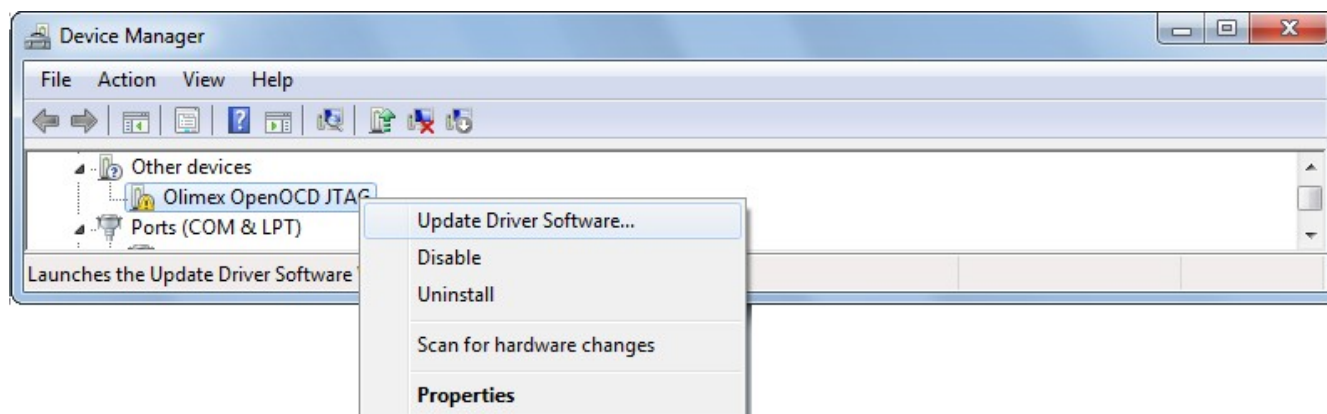 Device Manager
File Action View Help
Other devices
Olimex OpenOCD JTAG
Ports (COM & LPT)
Launches the Update Driver Software
Update Driver Software...
Disable
Uninstall
Scan for hardware changes
Properties